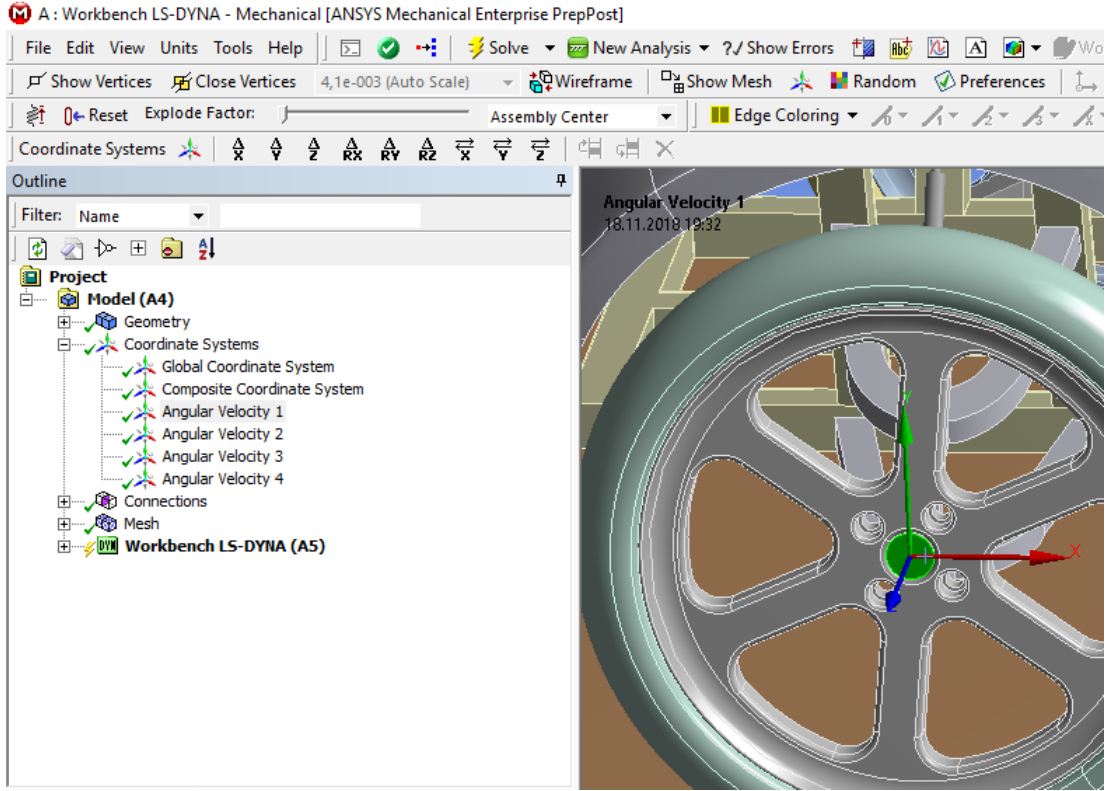 A : Workbench LS-DYNA - Mechanical [ANSYS Mechanical Enterprise PrepPost]
File Edit View Units Tools Help Solve New Analysis ?/ Show Errors Wo
Show Vertices Close Vertices 4,1e-003 (Auto Scale) Wireframe Show Mesh Random Preferences
Reset Explode Factor: Assembly Center Edge Coloring
Coordinate Systems X Y Z RX RY RZ X Y Z
Outline
Filter: Name
Project
Model (A4)
Geometry
Coordinate Systems
Global Coordinate System
Composite Coordinate System
Angular Velocity 1
Angular Velocity 2
Angular Velocity 3
Angular Velocity 4
Connections
Mesh
Workbench LS-DYNA (A5)
Angular Velocity 1
18.11.2018 19:32
Y
X